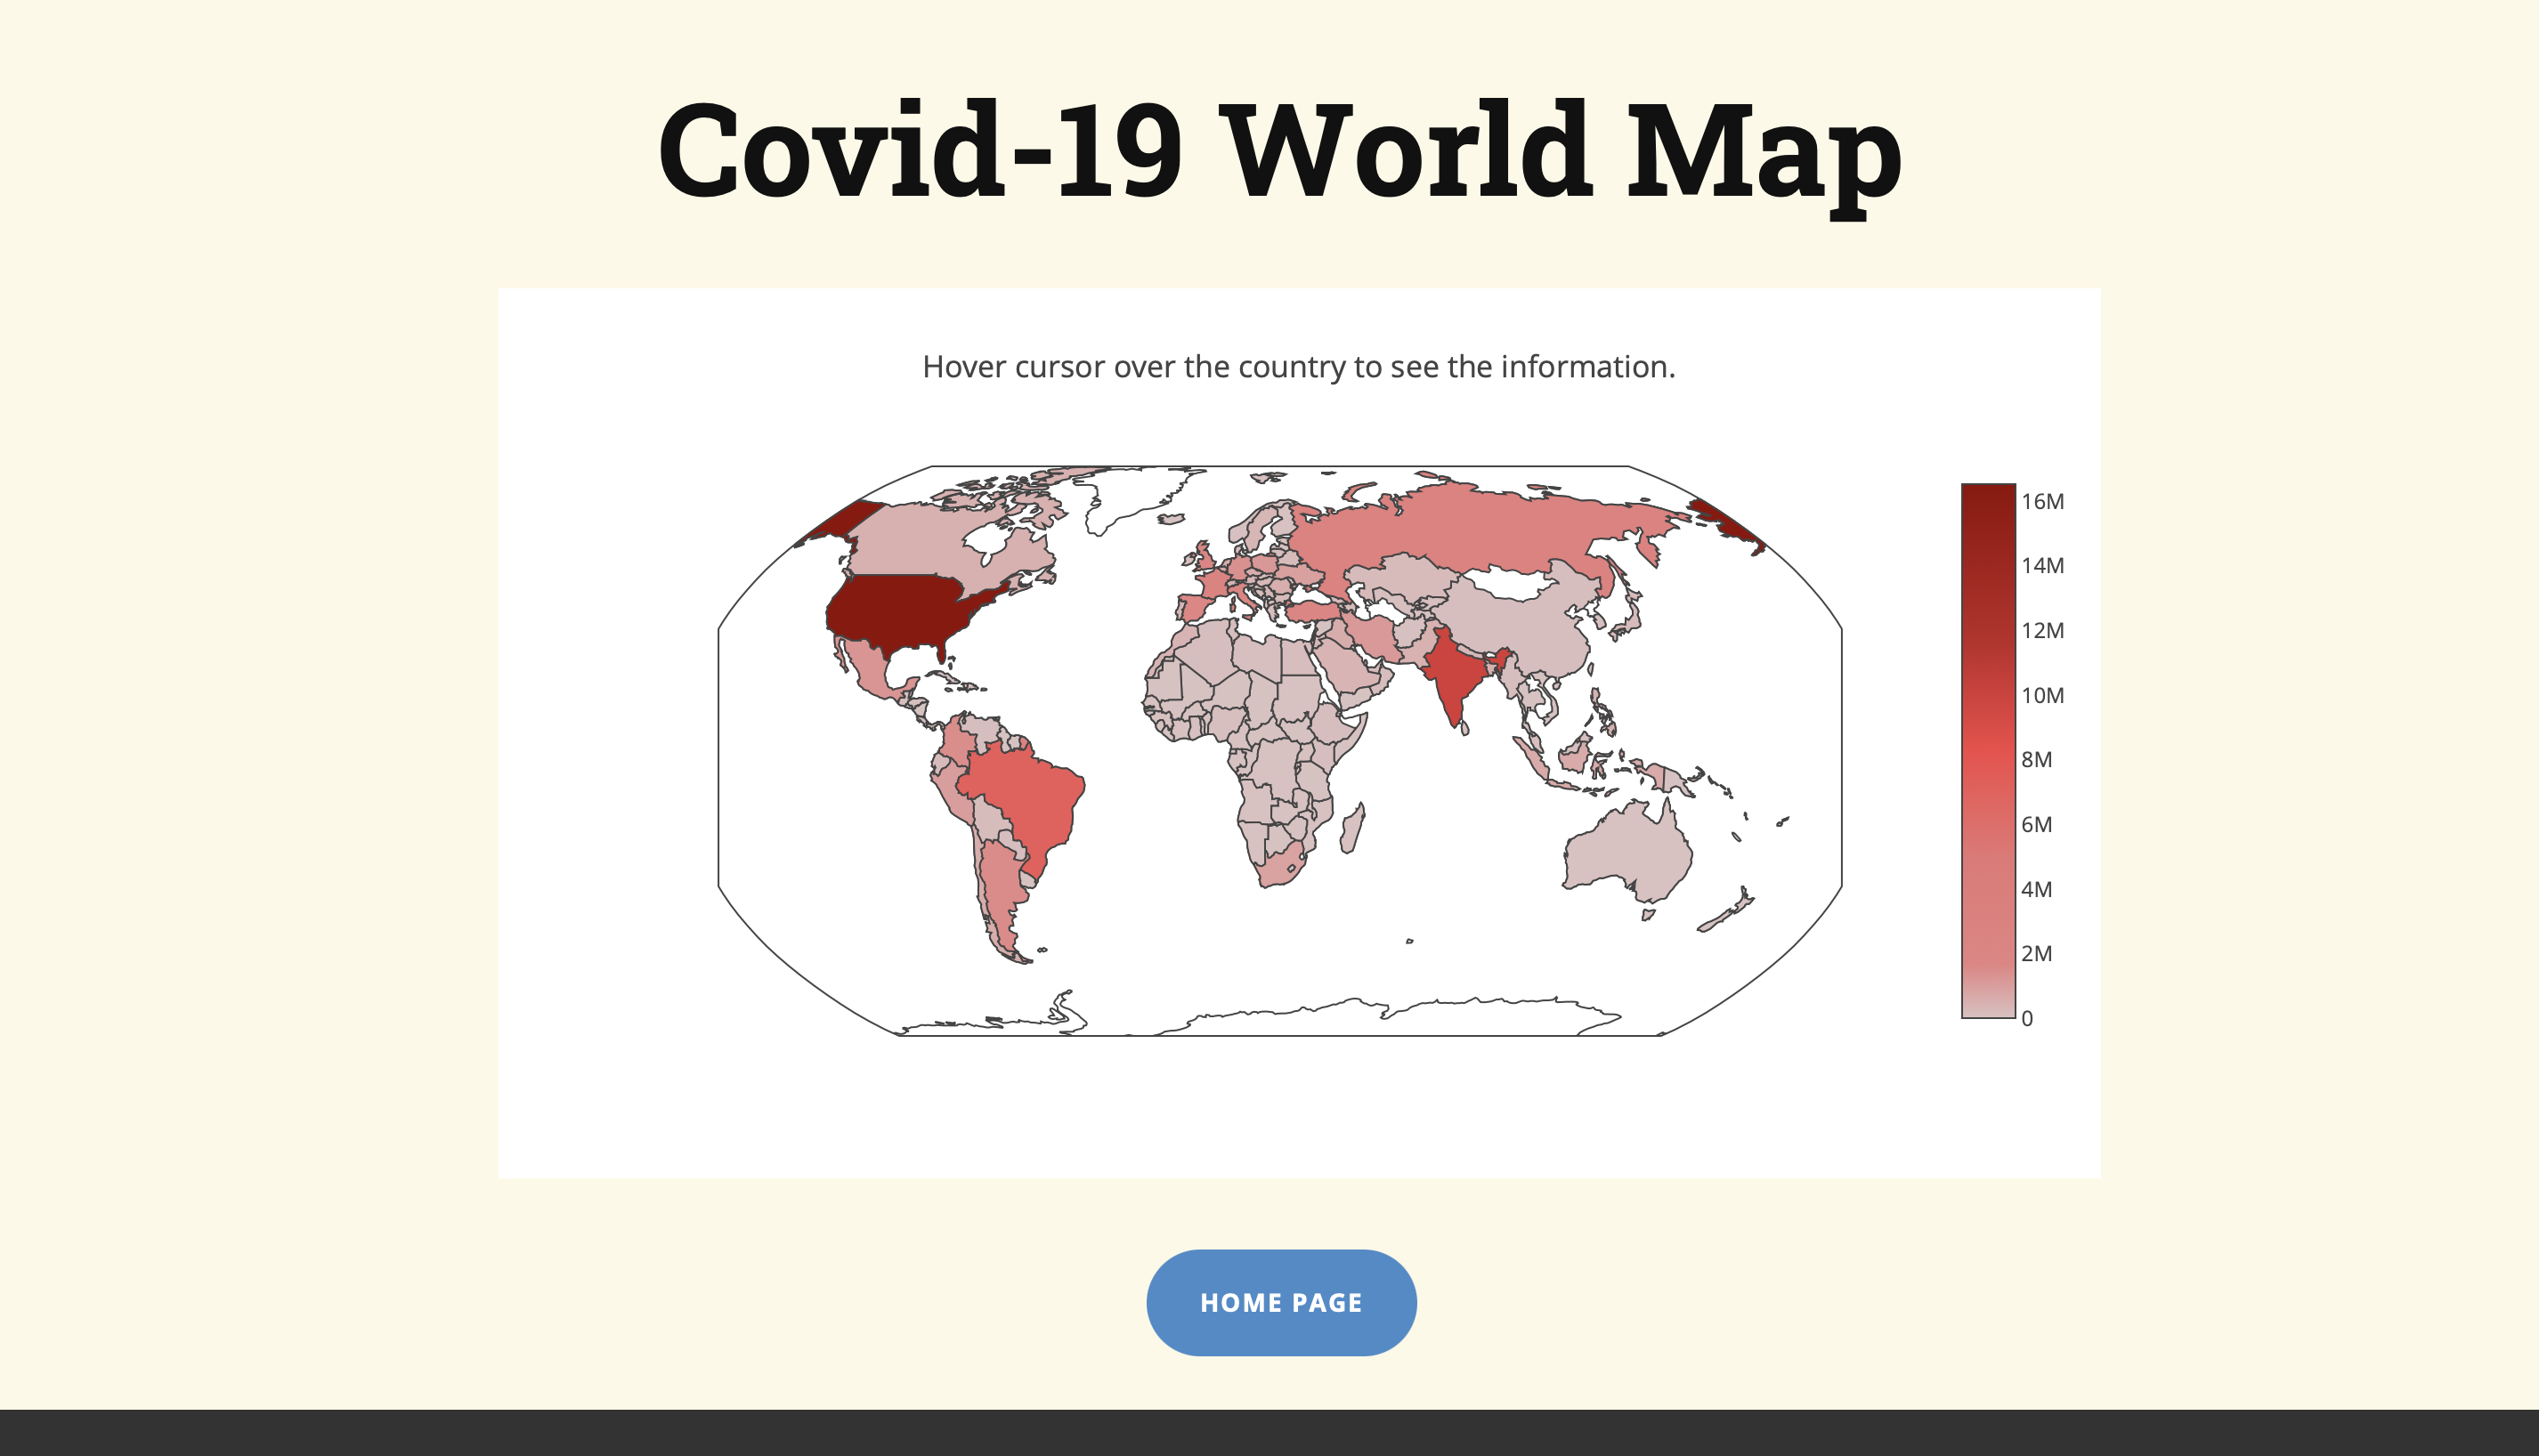 Covid-19 World Map
Hover cursor over the country to see the information.
16M
14M
12M
10M
8M
6M
4M
2M
0
HOME PAGE